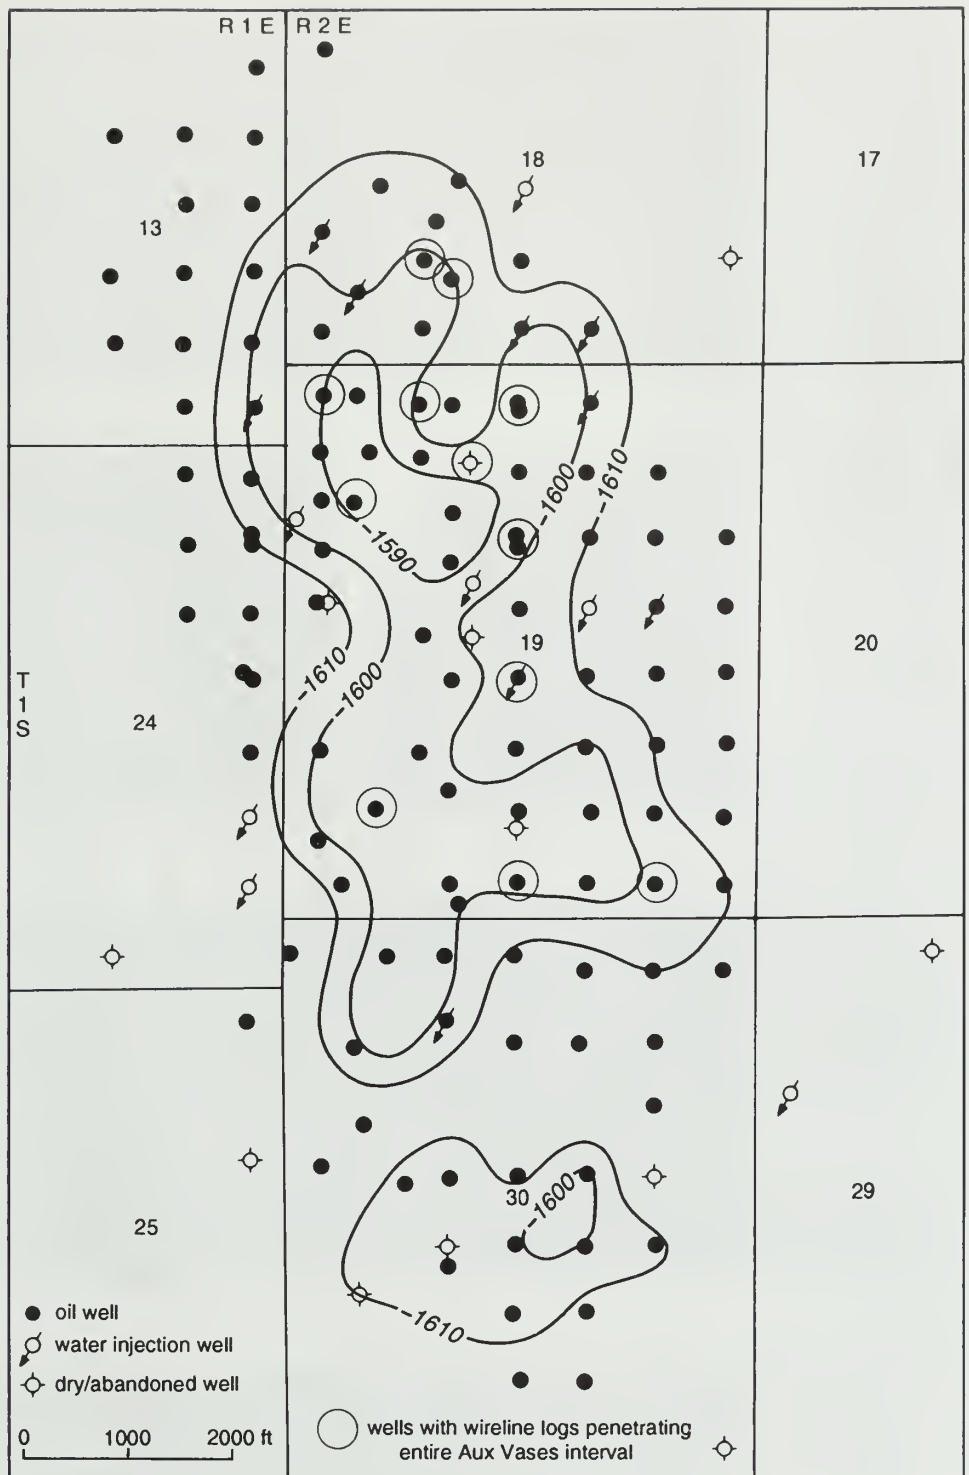 R 1 E
R 2 E
18
17
13
-1600
-1610
-1590
19
20
T
1
S
-1610
-1600
24
30
-1600
29
25
-1610
oil well
water injection well
dry/abandoned well
0 1000 2000 ft
wells with wireline logs penetrating
entire Aux Vases interval